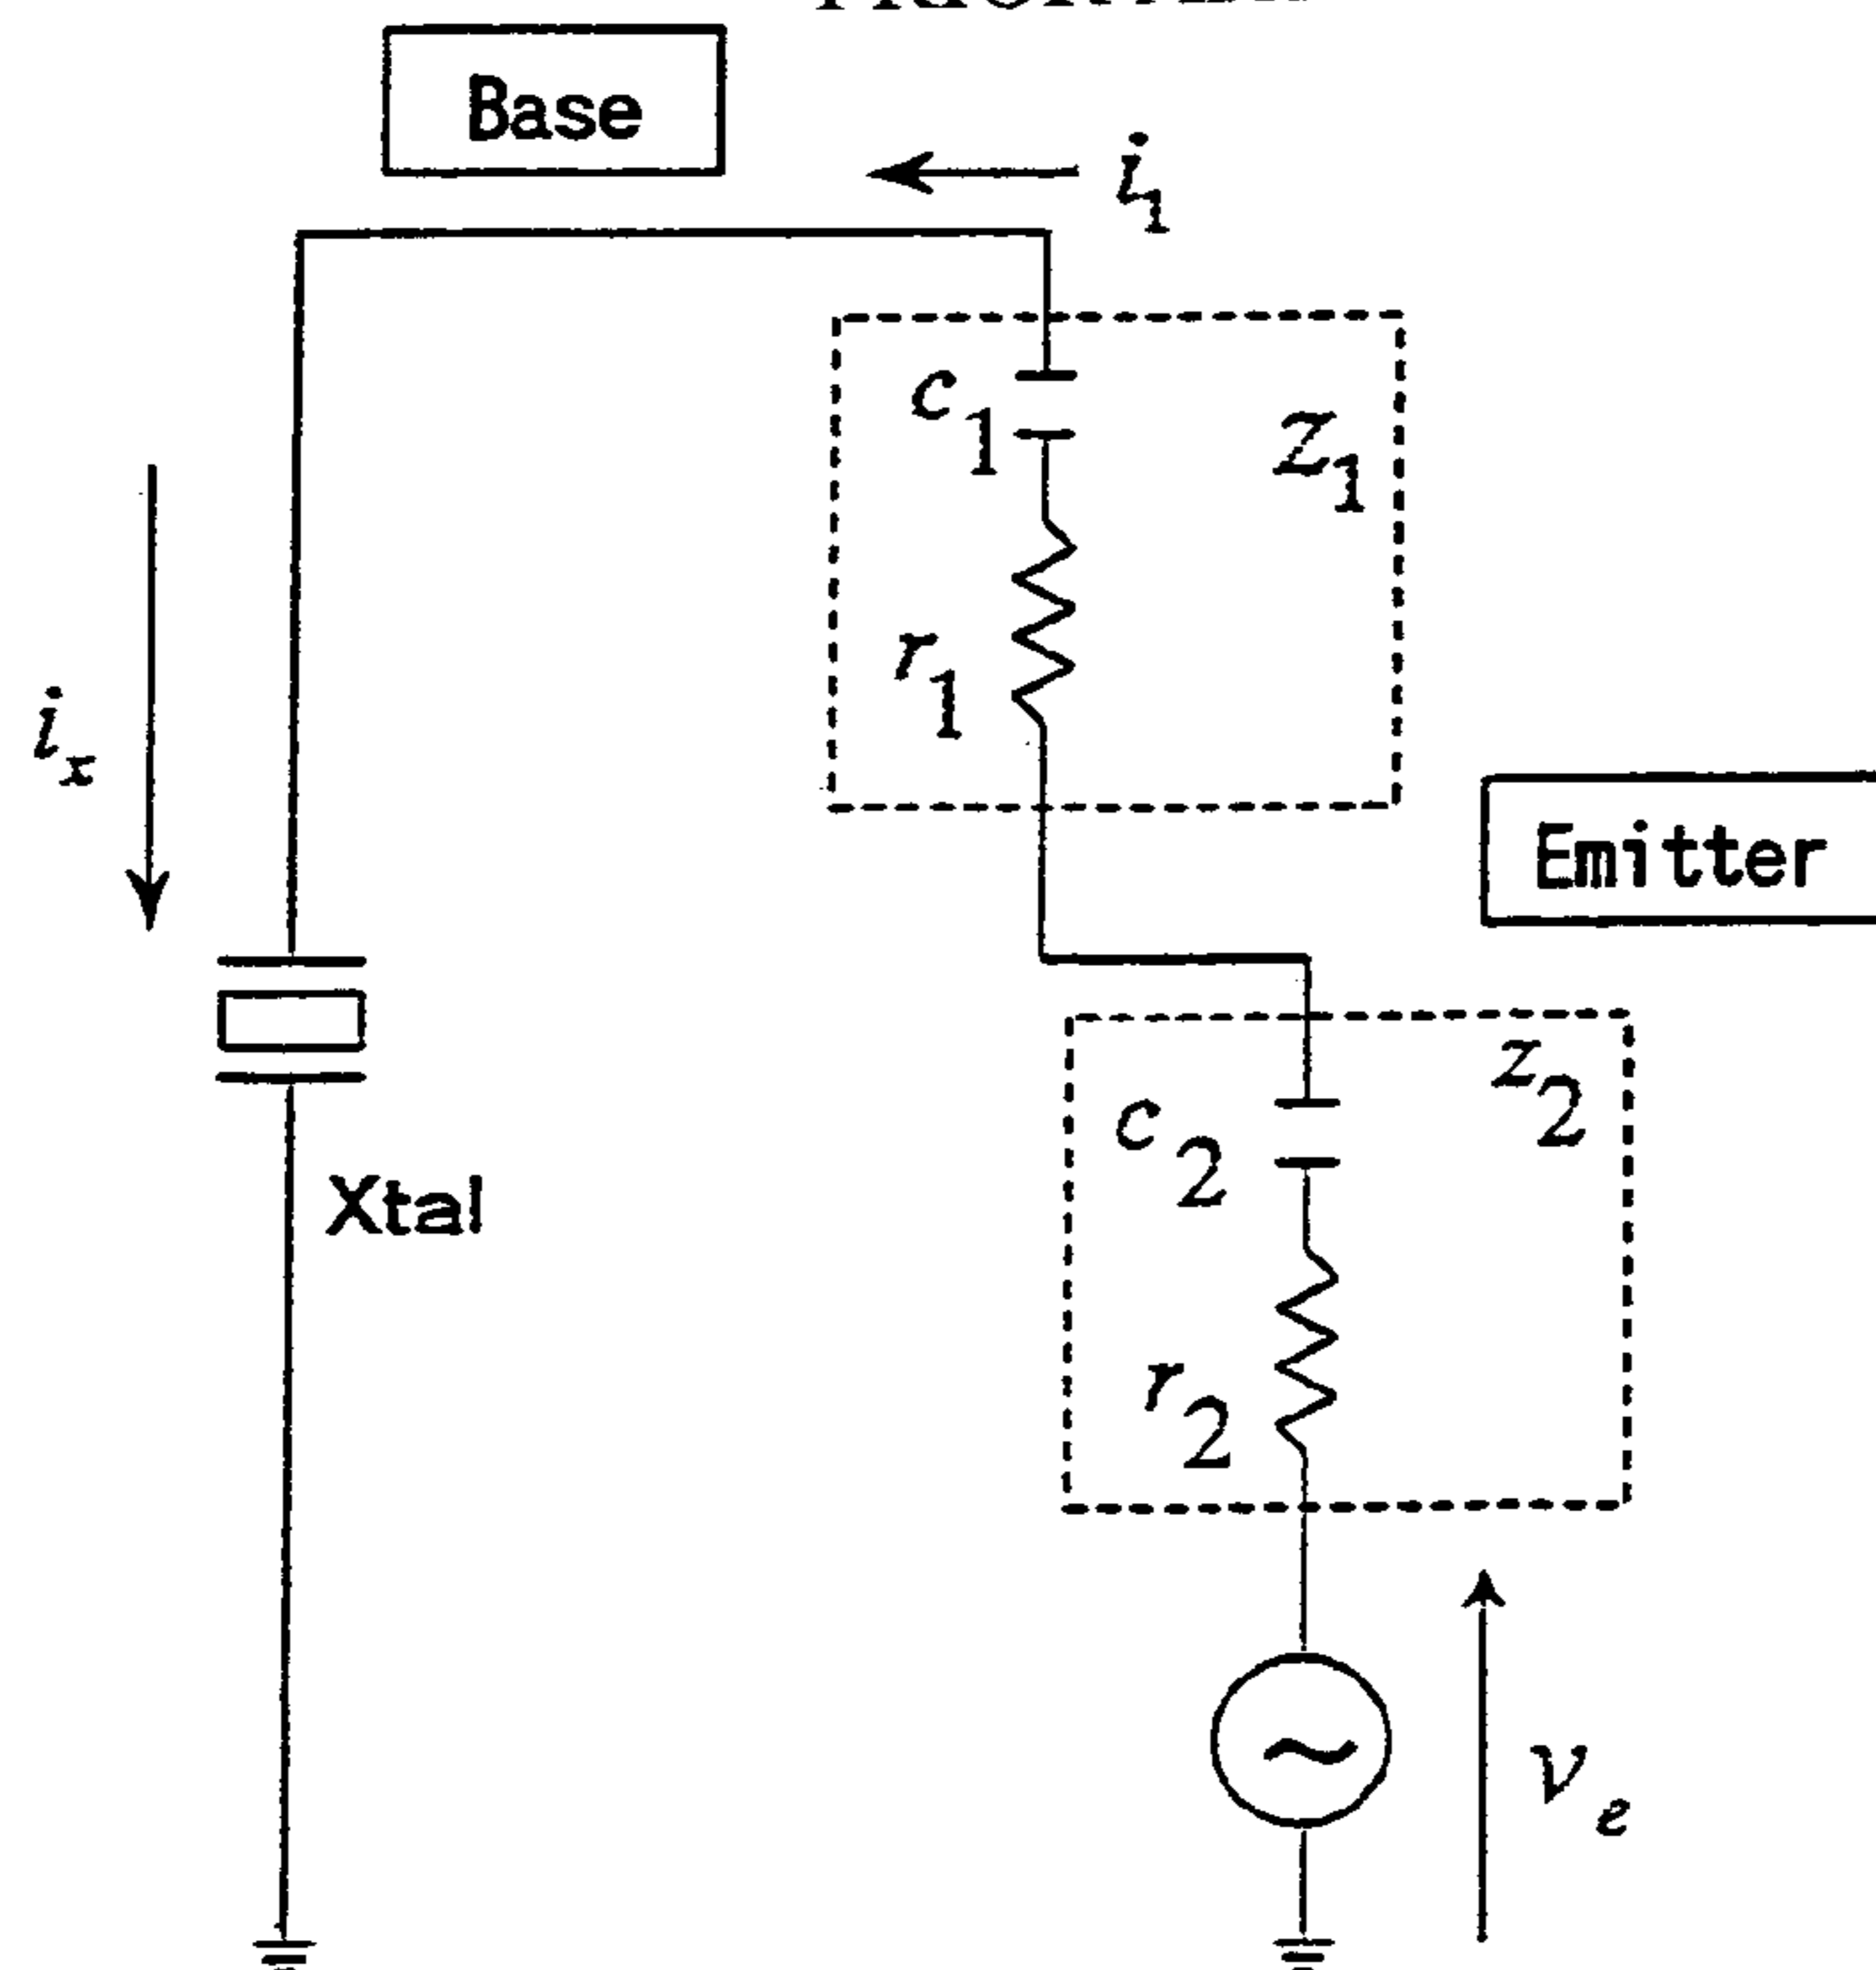 Base
i₁
c₁
Z₁
r₁
iₓ
Emitter
z₂
c₂
Xtal
r₂
vₑ